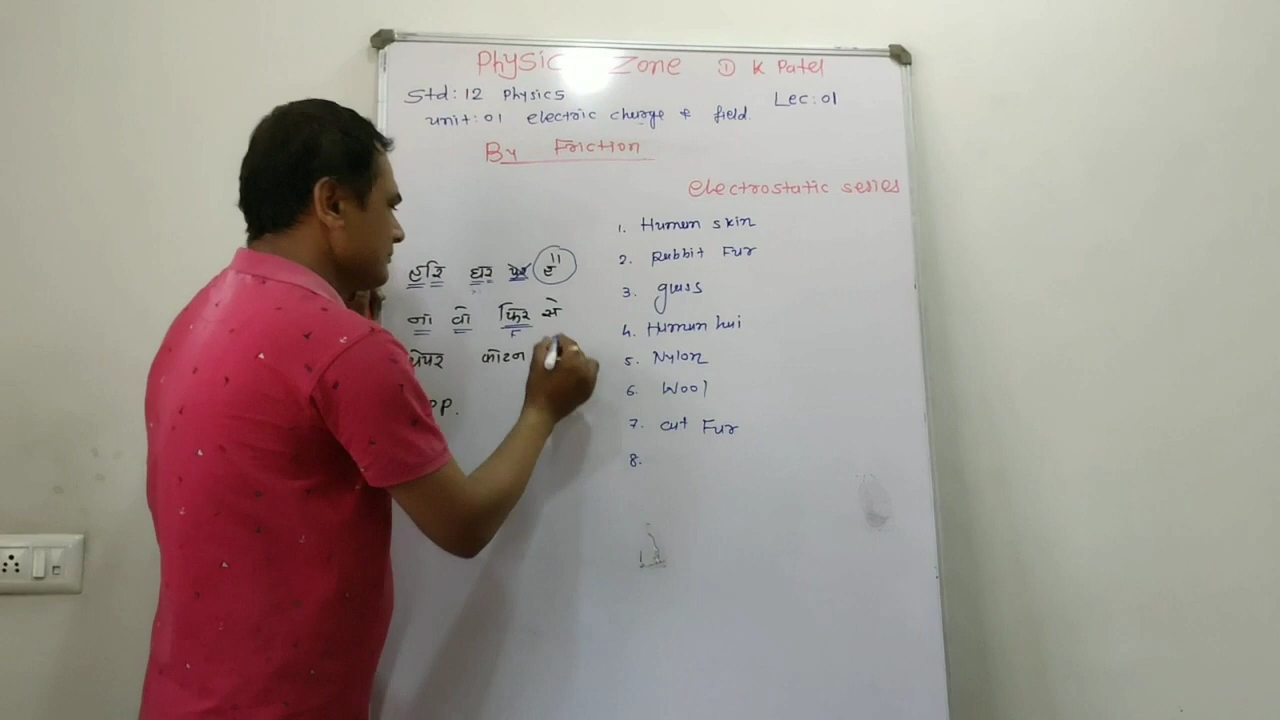 Physic Zone D K Patel
Std: 12 Physics
Lec: 01
unit: 01 electric charge & field.
By Friction
electrostatic series
हरि घर पेर है"
ना वो फिर से
F
पेपर कोटन
PP.
1. Human skin
2. Rabbit Fur
3. glass
4. Human hai
5. Nylon
6. Wool
7. cat Fur
8.